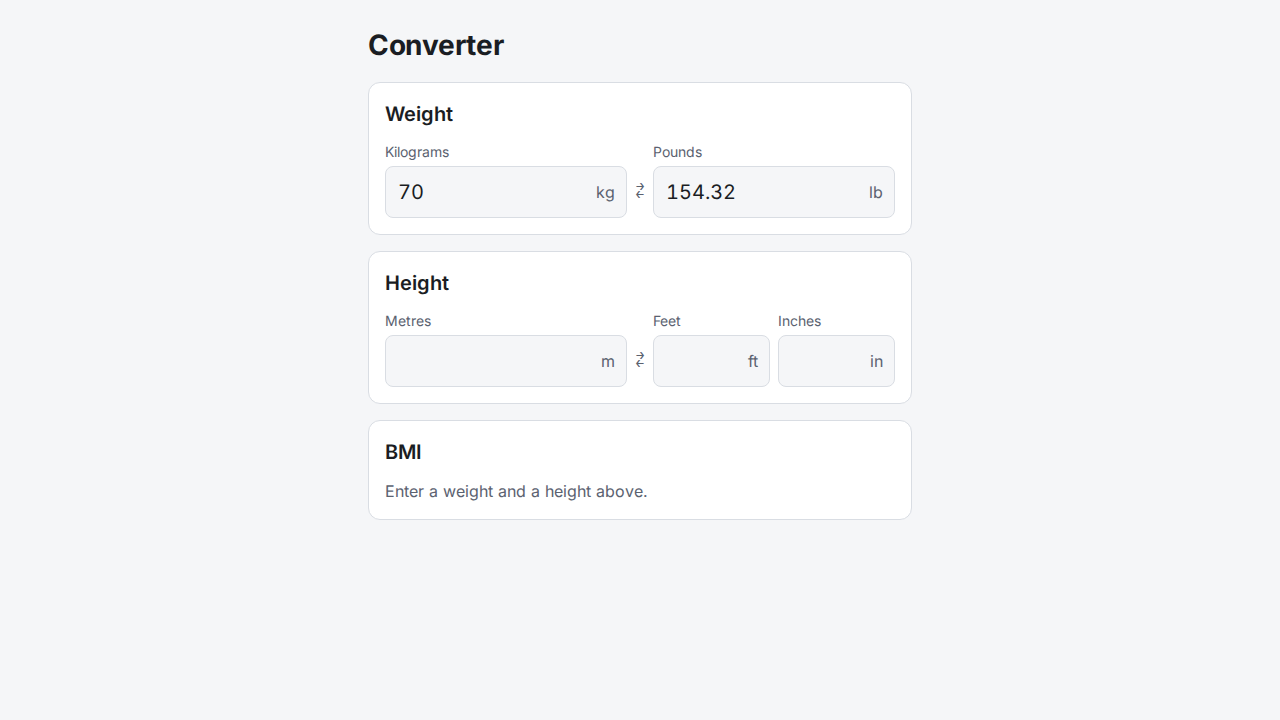 Converter
Weight
Kilograms Pounds
70 kg ⇄ 154.32 lb
Height
Metres Feet Inches
m ⇄ ft in
BMI
Enter a weight and a height above.